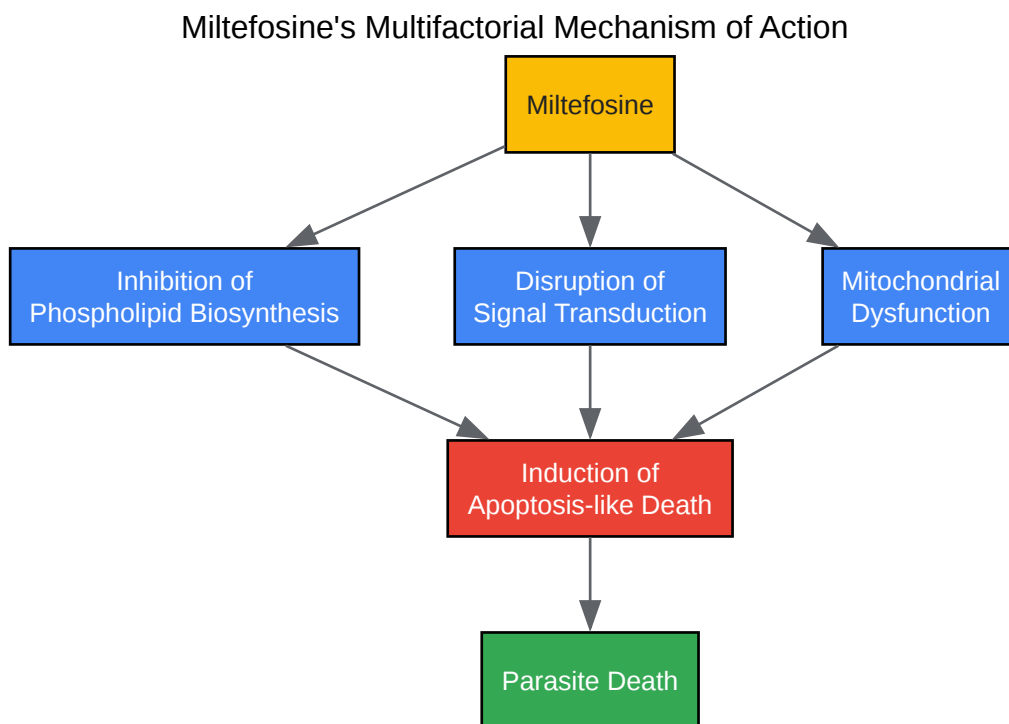 Miltefosine's Multifactorial Mechanism of Action
Miltefosine
Inhibition of
Phospholipid Biosynthesis
Disruption of
Signal Transduction
Mitochondrial
Dysfunction
Induction of
Apoptosis-like Death
Parasite Death